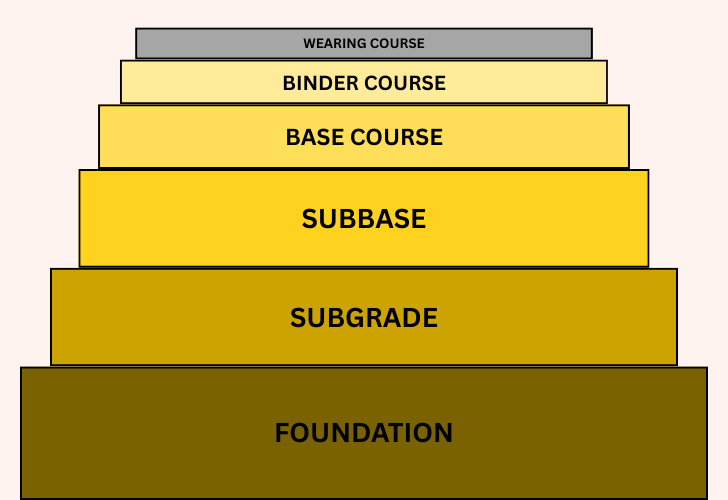 WEARING COURSE
BINDER COURSE
BASE COURSE
SUBBASE
SUBGRADE
FOUNDATION